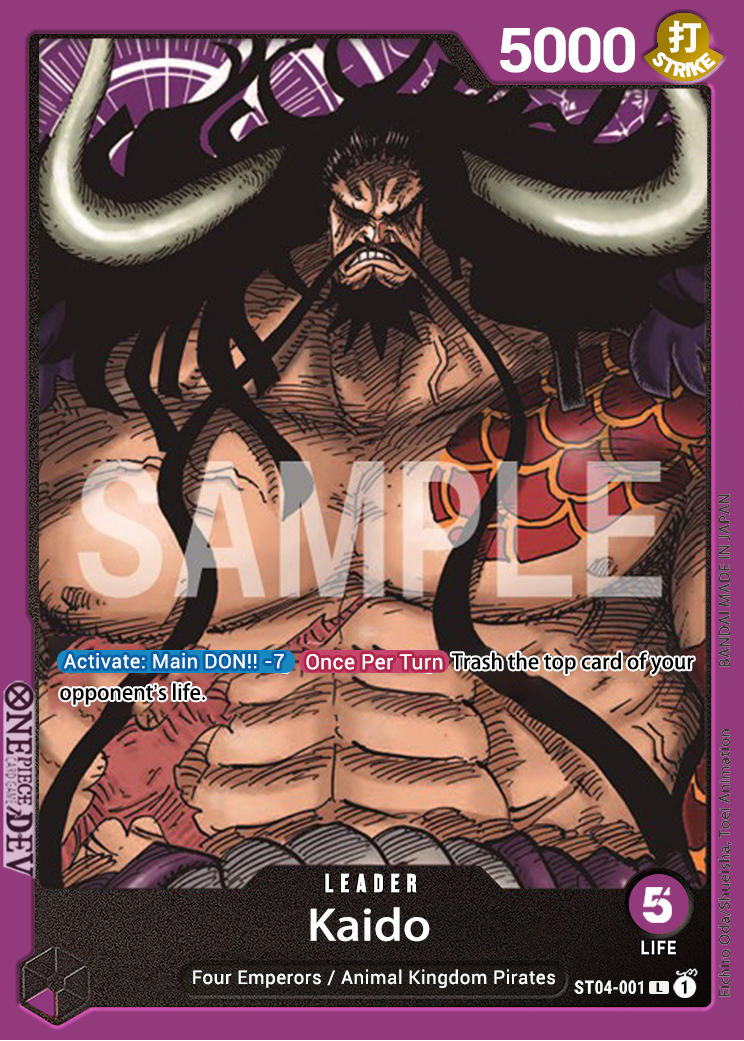 5000
打
STRIKE
SAMPLE
Activate: Main DON!! -7 Once Per Turn Trash the top card of your
opponent's life.
BANDAI MADE IN JAPAN
Eiichiro Oda/Shueisha, Toei Animation
ONE PIECE
CARD GAME
DEV
LEADER
Kaido
5
LIFE
Four Emperors / Animal Kingdom Pirates
ST04-001 L 1